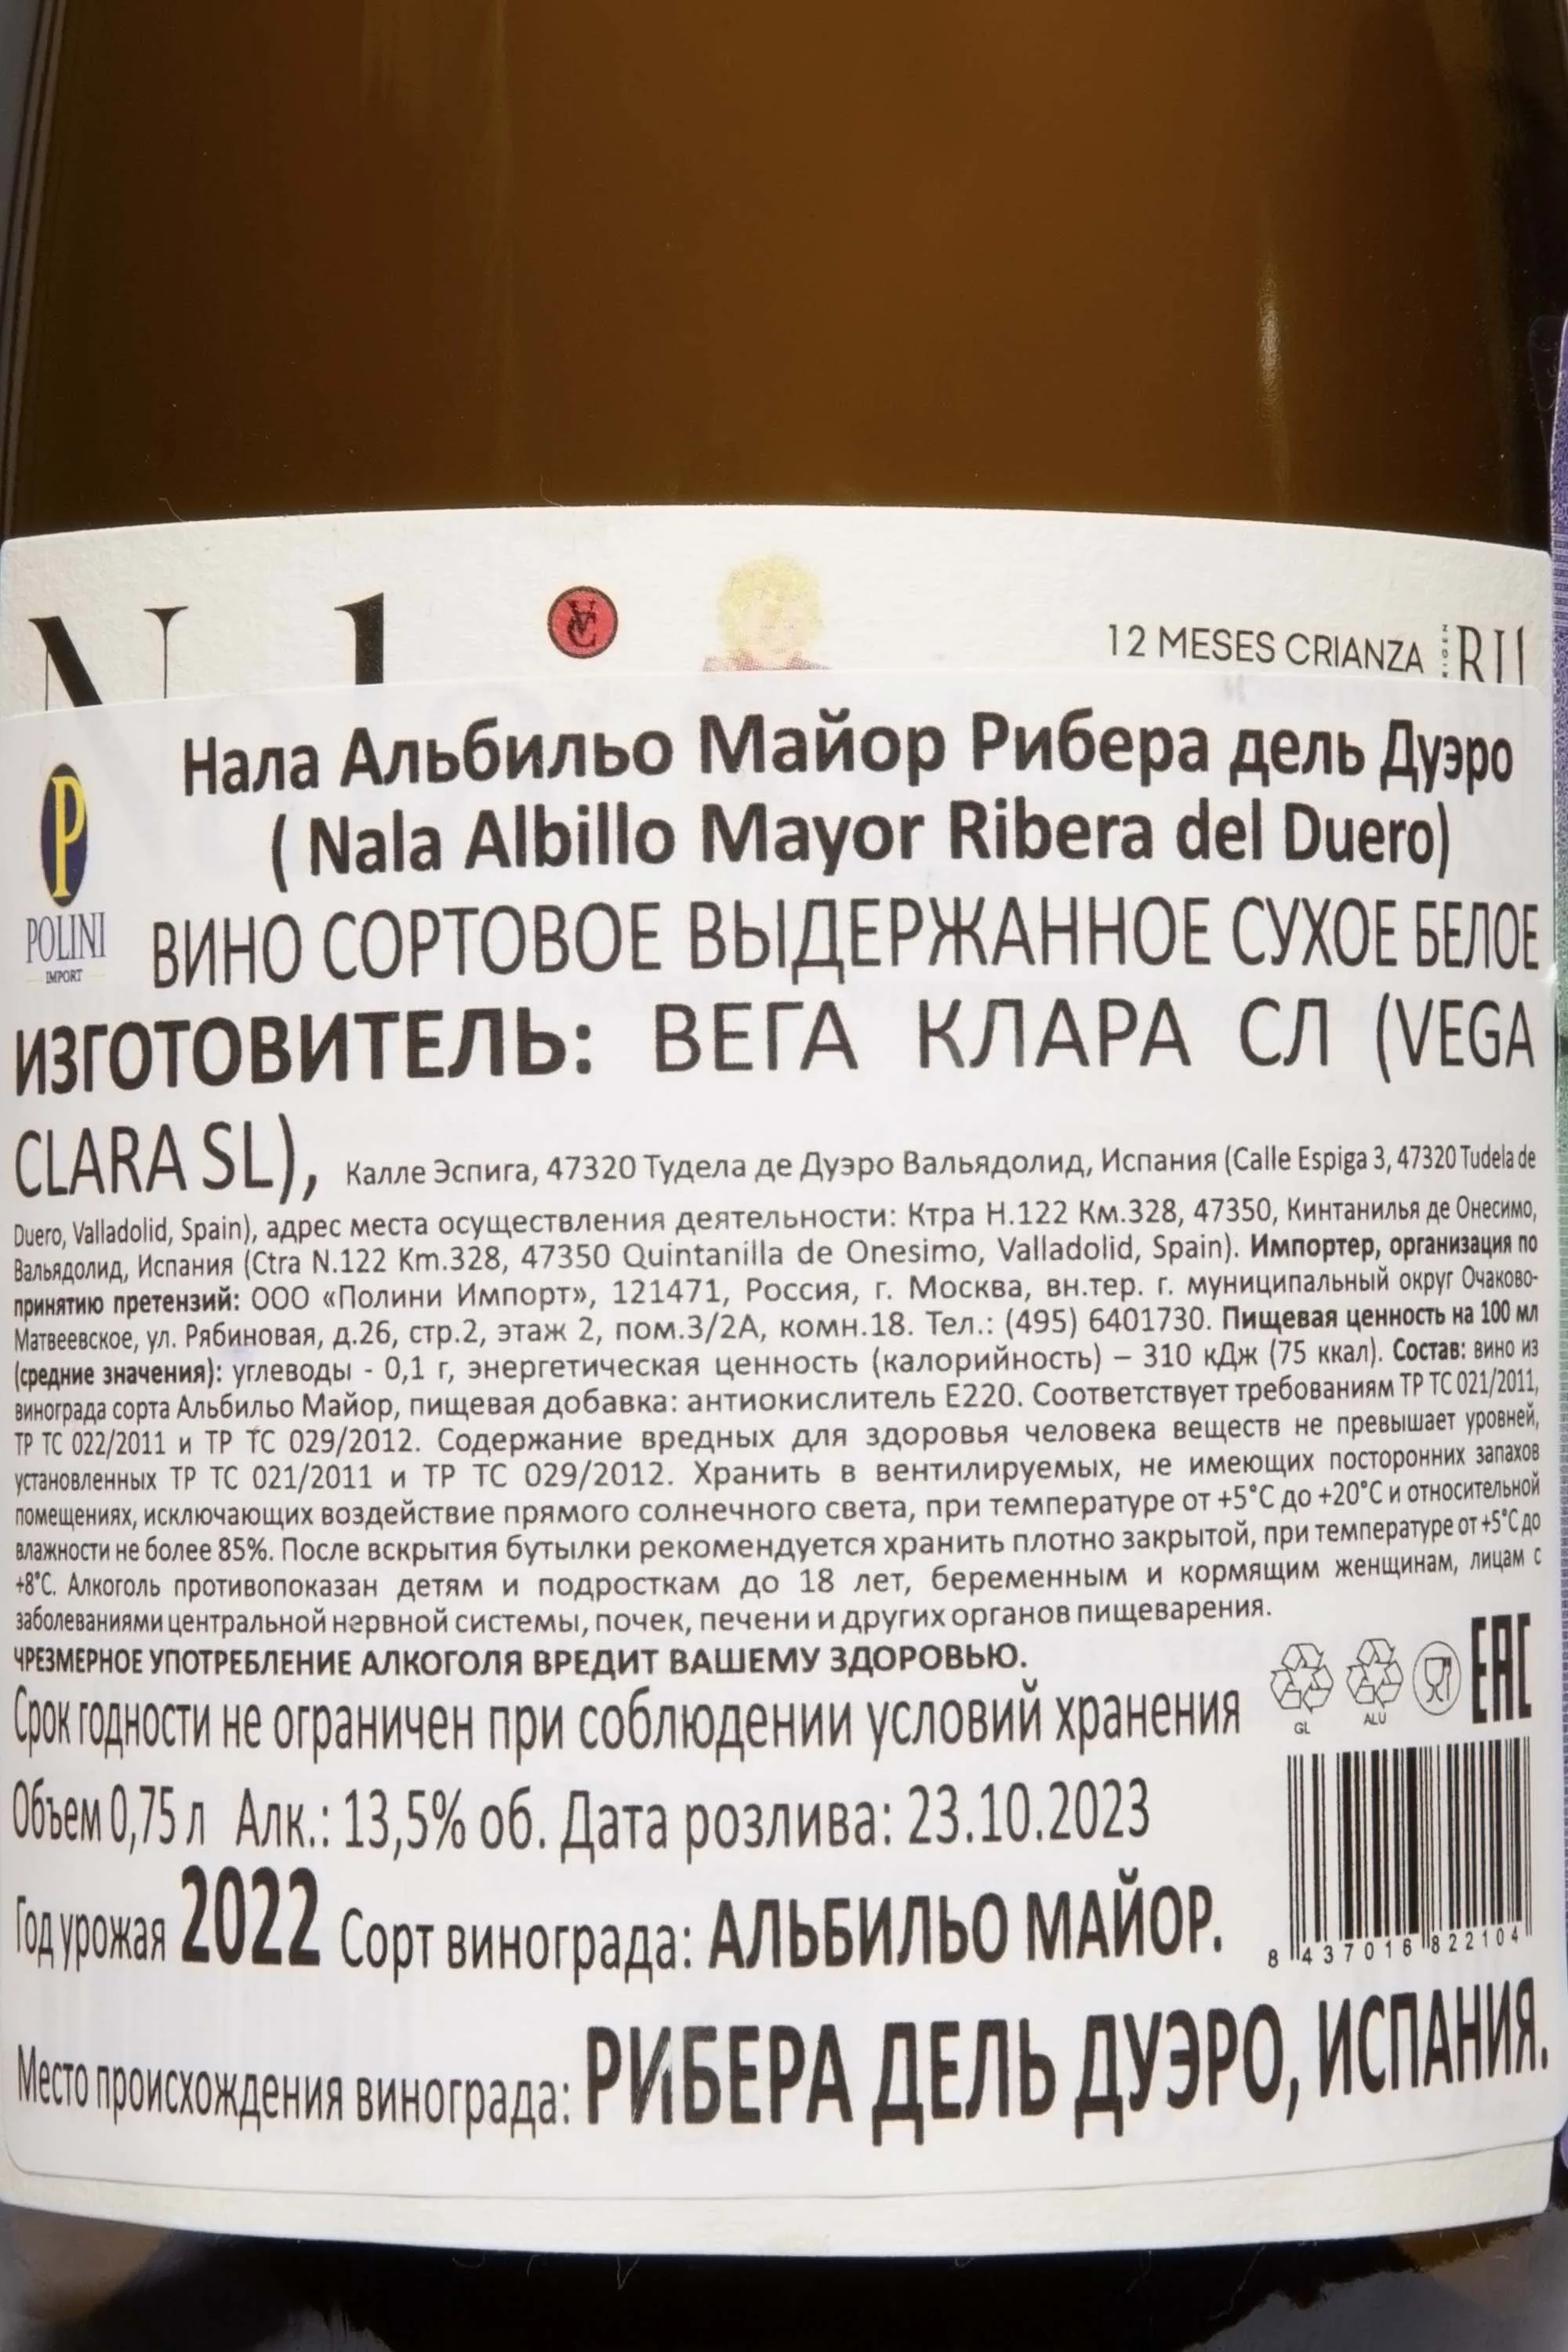 12 MESES CRIANZA
Нала Альбильо Майор Рибера дель Дуэро
( Nala Albillo Mayor Ribera del Duero)
P
POLINI
IMPORT
ВИНО СОРТОВОЕ ВЫДЕРЖАННОЕ СУХОЕ БЕЛОЕ
ИЗГОТОВИТЕЛЬ: ВЕГА КЛАРА СЛ (VEGA
CLARA SL), Калле Эспига, 47320 Тудела де Дуэро Вальядолид, Испания (Calle Espiga 3, 47320 Tudela de
Duero, Valladolid, Spain), адрес места осуществления деятельности: Ктра Н.122 Км.328, 47350, Кинтанилья де Онесимо,
Вальядолид, Испания (Ctra N.122 Km.328, 47350 Quintanilla de Onesimo, Valladolid, Spain). Импортер, организация по
принятию претензий: ООО «Полини Импорт», 121471, Россия, г. Москва, вн.тер. г. муниципальный округ Очаково-
Матвеевское, ул. Рябиновая, д.26, стр.2, этаж 2, пом.3/2А, комн.18. Тел.: (495) 6401730. Пищевая ценность на 100 мл
(средние значения): углеводы - 0,1 г, энергетическая ценность (калорийность) – 310 кДж (75 ккал). Состав: вино из
винограда сорта Альбильо Майор, пищевая добавка: антиокислитель Е220. Соответствует требованиям ТР ТС 021/2011,
ТР ТС 022/2011 и ТР ТС 029/2012. Содержание вредных для здоровья человека веществ не превышает уровней,
установленных ТР ТС 021/2011 и ТР ТС 029/2012. Хранить в вентилируемых, не имеющих посторонних запахов
помещениях, исключающих воздействие прямого солнечного света, при температуре от +5°С до +20°С и относительной
влажности не более 85%. После вскрытия бутылки рекомендуется хранить плотно закрытой, при температуре от +5°С до
+8°С. Алкоголь противопоказан детям и подросткам до 18 лет, беременным и кормящим женщинам, лицам с
заболеваниями центральной нервной системы, почек, печени и других органов пищеварения.
ЧРЕЗМЕРНОЕ УПОТРЕБЛЕНИЕ АЛКОГОЛЯ ВРЕДИТ ВАШЕМУ ЗДОРОВЬЮ.
GL ALU EAC
Срок годности не ограничен при соблюдении условий хранения
Объем 0,75 л Алк.: 13,5% об. Дата розлива: 23.10.2023
Год урожая 2022 Сорт винограда: АЛЬБИЛЬО МАЙОР.
8 437016 822104
Место происхождения винограда: РИБЕРА ДЕЛЬ ДУЭРО, ИСПАНИЯ.